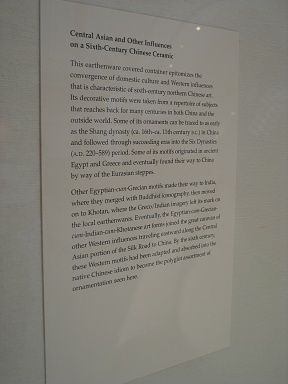 Central Asian and Other Influences
on a Sixth-Century Chinese Ceramic
This earthenware covered container epitomizes the
convergence of domestic culture and Western influences
that is characteristic of sixth-century northern Chinese art.
Its decorative motifs were taken from a repertoire of subjects
that reaches back for many centuries in both China and the
outside world. Some of its ornaments can be traced to as early
as the Shang dynasty (ca. 16th–ca. 11th century B.C.) in China
and followed through succeeding eras into the Six Dynasties
(A.D. 220–589) period. Some of its motifs originated in ancient
Egypt and Greece and eventually found their way to China
by way of the Eurasian steppes.
Other Egyptian-cum-Grecian motifs made their way to India,
where they merged with Buddhist iconography, then moved
on to Khotan, where the Greco/Indian imagery left its mark on
the local earthenwares. Eventually, the Egyptian-cum-Grecian-
cum-Indian-cum-Khotanese art forms joined the great stream of
other Western influences traveling eastward along the Central
Asian portion of the Silk Road to China. By the sixth century,
these Western motifs had been adapted and absorbed into the
native Chinese idiom to become the polyglot assortment of
ornamentation seen here.